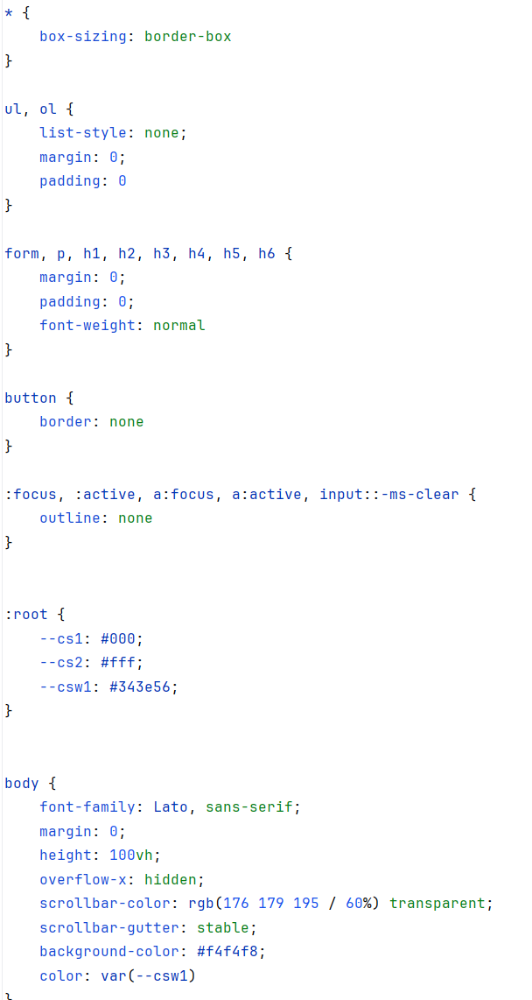 * {
    box-sizing: border-box
}

ul, ol {
    list-style: none;
    margin: 0;
    padding: 0
}

form, p, h1, h2, h3, h4, h5, h6 {
    margin: 0;
    padding: 0;
    font-weight: normal
}

button {
    border: none
}

:focus, :active, a:focus, a:active, input::-ms-clear {
    outline: none
}


:root {
    --cs1: #000;
    --cs2: #fff;
    --csw1: #343e56;
}


body {
    font-family: Lato, sans-serif;
    margin: 0;
    height: 100vh;
    overflow-x: hidden;
    scrollbar-color: rgb(176 179 195 / 60%) transparent;
    scrollbar-gutter: stable;
    background-color: #f4f4f8;
    color: var(--csw1)
}